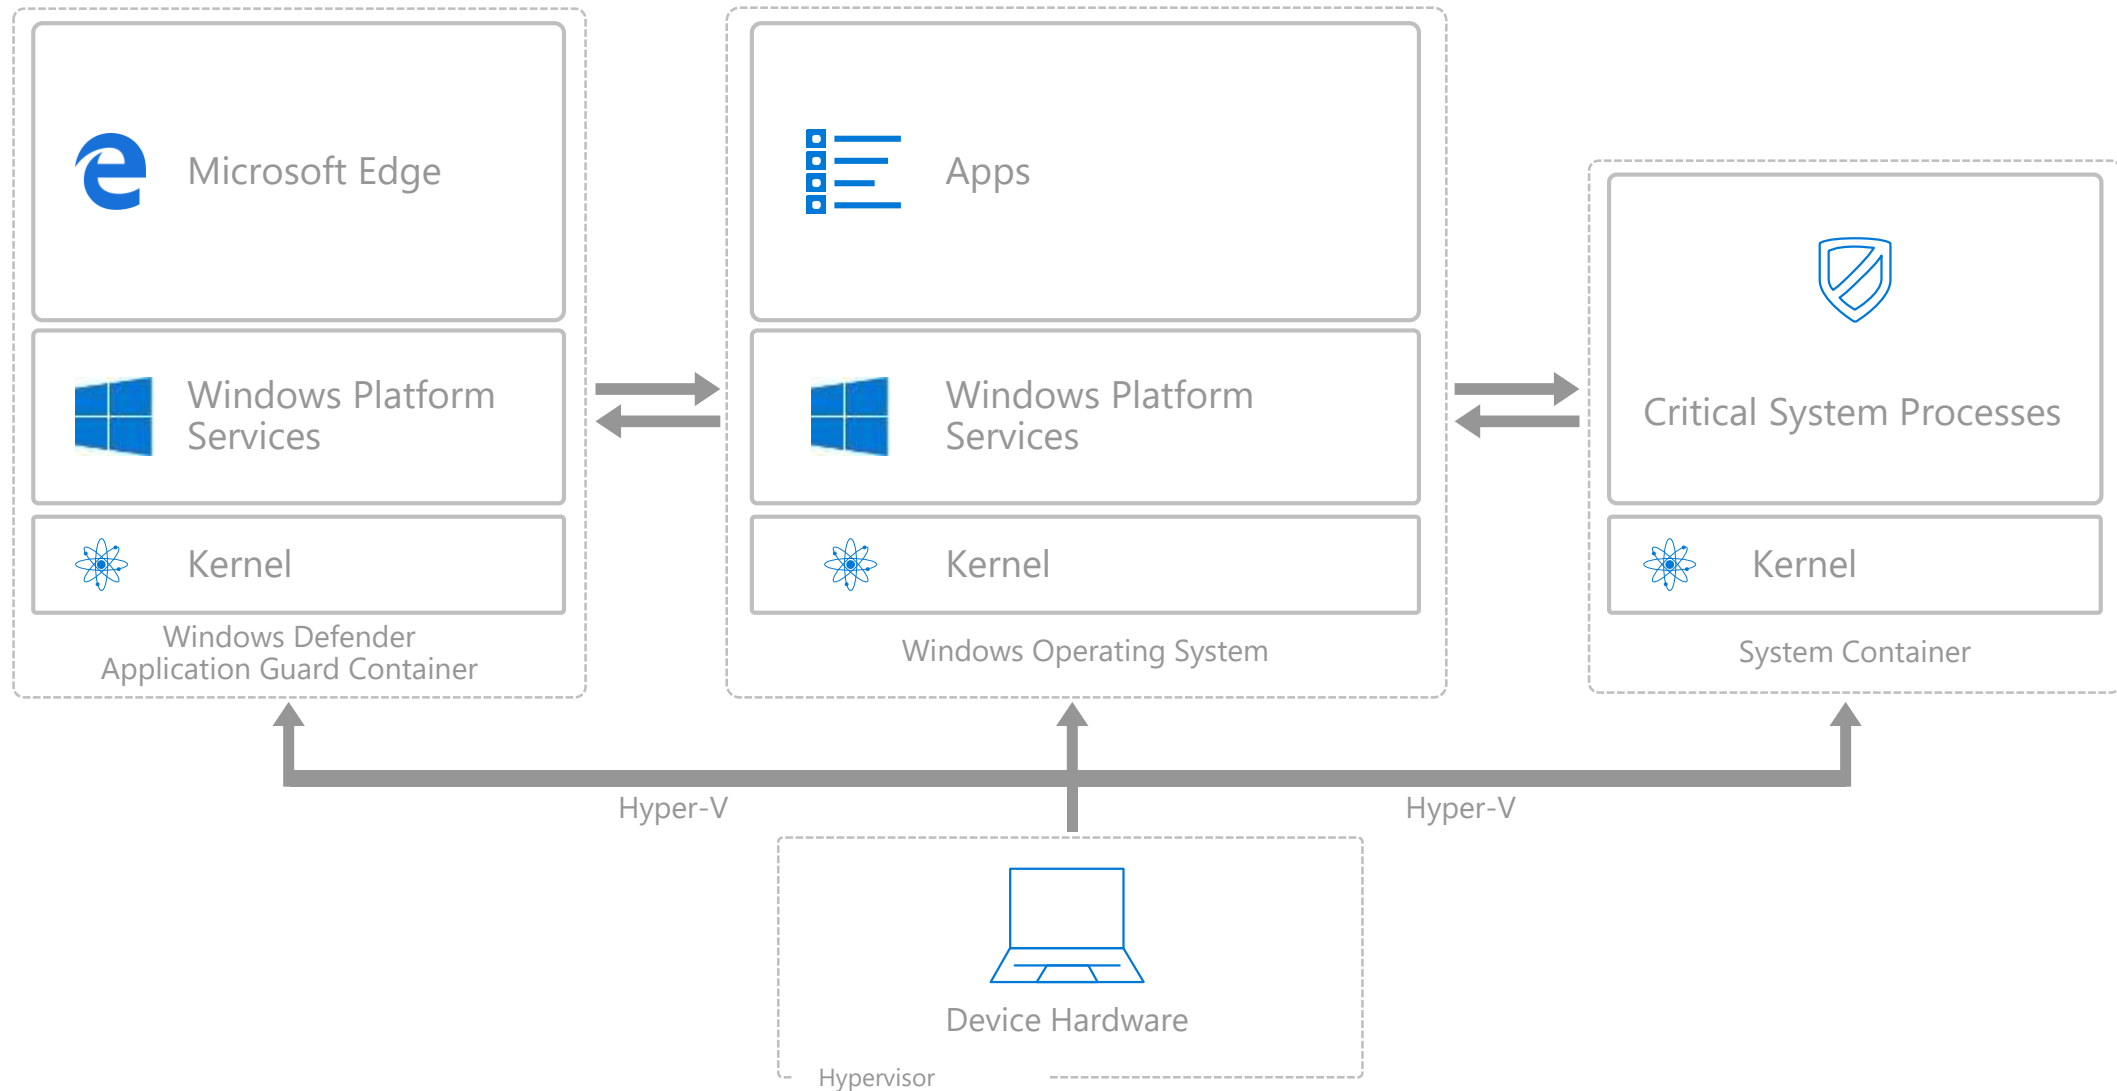 Microsoft Edge
Windows Platform
Services
Kernel
Windows Defender
Application Guard Container
Apps
Windows Platform
Services
Kernel
Windows Operating System
Critical System Processes
Kernel
System Container
Hyper-V
Hyper-V
Device Hardware
Hypervisor